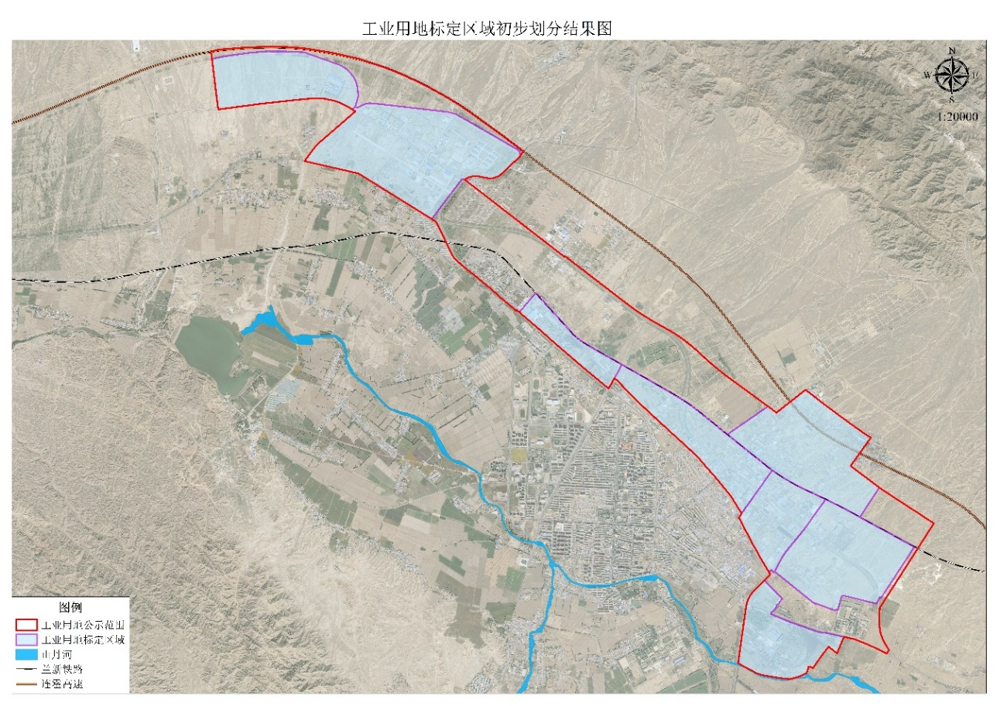 工业用地标定区域初步划分结果图
N
W E
S
1:20000
图例
工业用地公示范围
工业用地标定区域
山丹河
兰新铁路
连霍高速